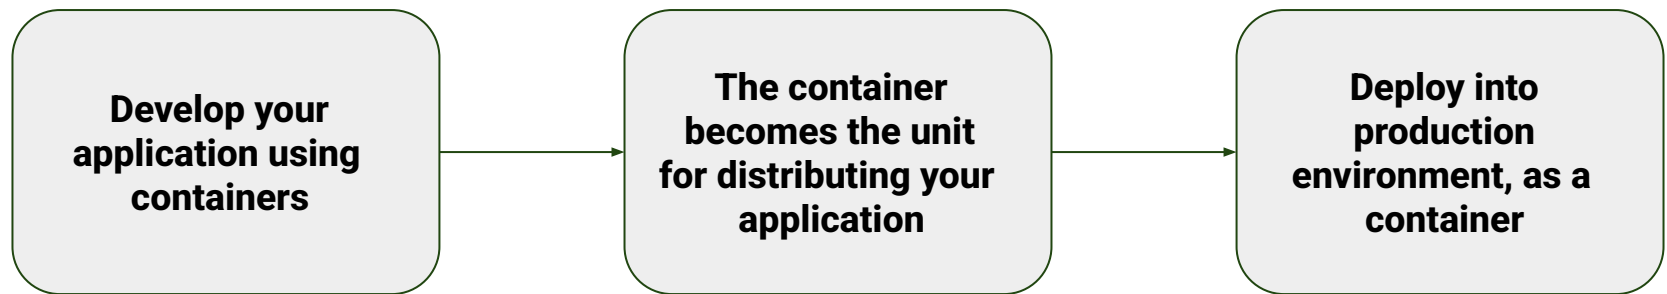 Develop your
application using
containers
The container
becomes the unit
for distributing your
application
Deploy into
production
environment, as a
container